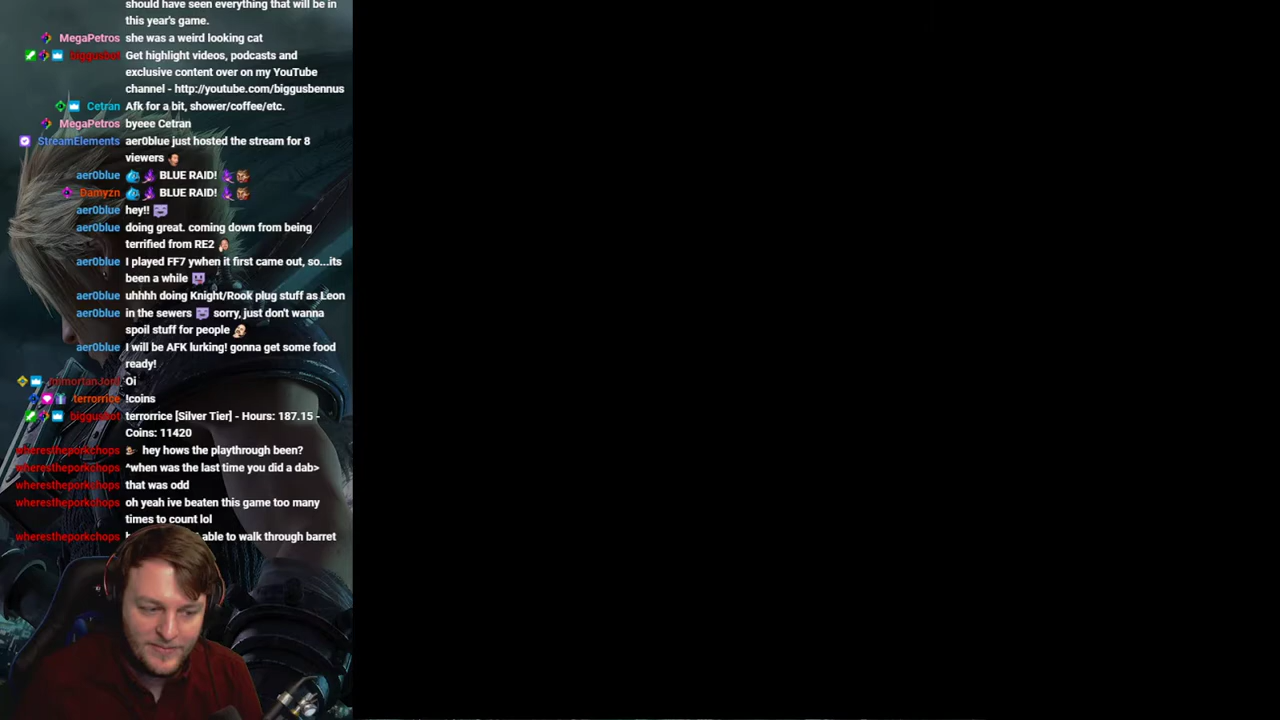 should have seen everything that will be in
this year's game.
MegaPetros she was a weird looking cat
biggusbot Get highlight videos, podcasts and
exclusive content over on my YouTube
channel - http://youtube.com/biggusbennus
Cetran Afk for a bit, shower/coffee/etc.
MegaPetros byeee Cetran
StreamElements aer0blue just hosted the stream for 8
viewers
aer0blue BLUE RAID!
Damyzn BLUE RAID!
aer0blue hey!!
aer0blue doing great. coming down from being
terrified from RE2
aer0blue I played FF7 ywhen it first came out, so...its
been a while
aer0blue uhhhh doing Knight/Rook plug stuff as Leon
aer0blue in the sewers sorry, just don't wanna
spoil stuff for people
aer0blue I will be AFK lurking! gonna get some food
ready!
Oi
terrorrice !coins
biggusbot terrorrice [Silver Tier] - Hours: 187.15 -
Coins: 11420
wherestheporkchops hey hows the playthrough been?
wherestheporkchops ^when was the last time you did a dab>
wherestheporkchops that was odd
wherestheporkchops oh yeah ive beaten this game too many
times to count lol
wherestheporkchops able to walk through barret